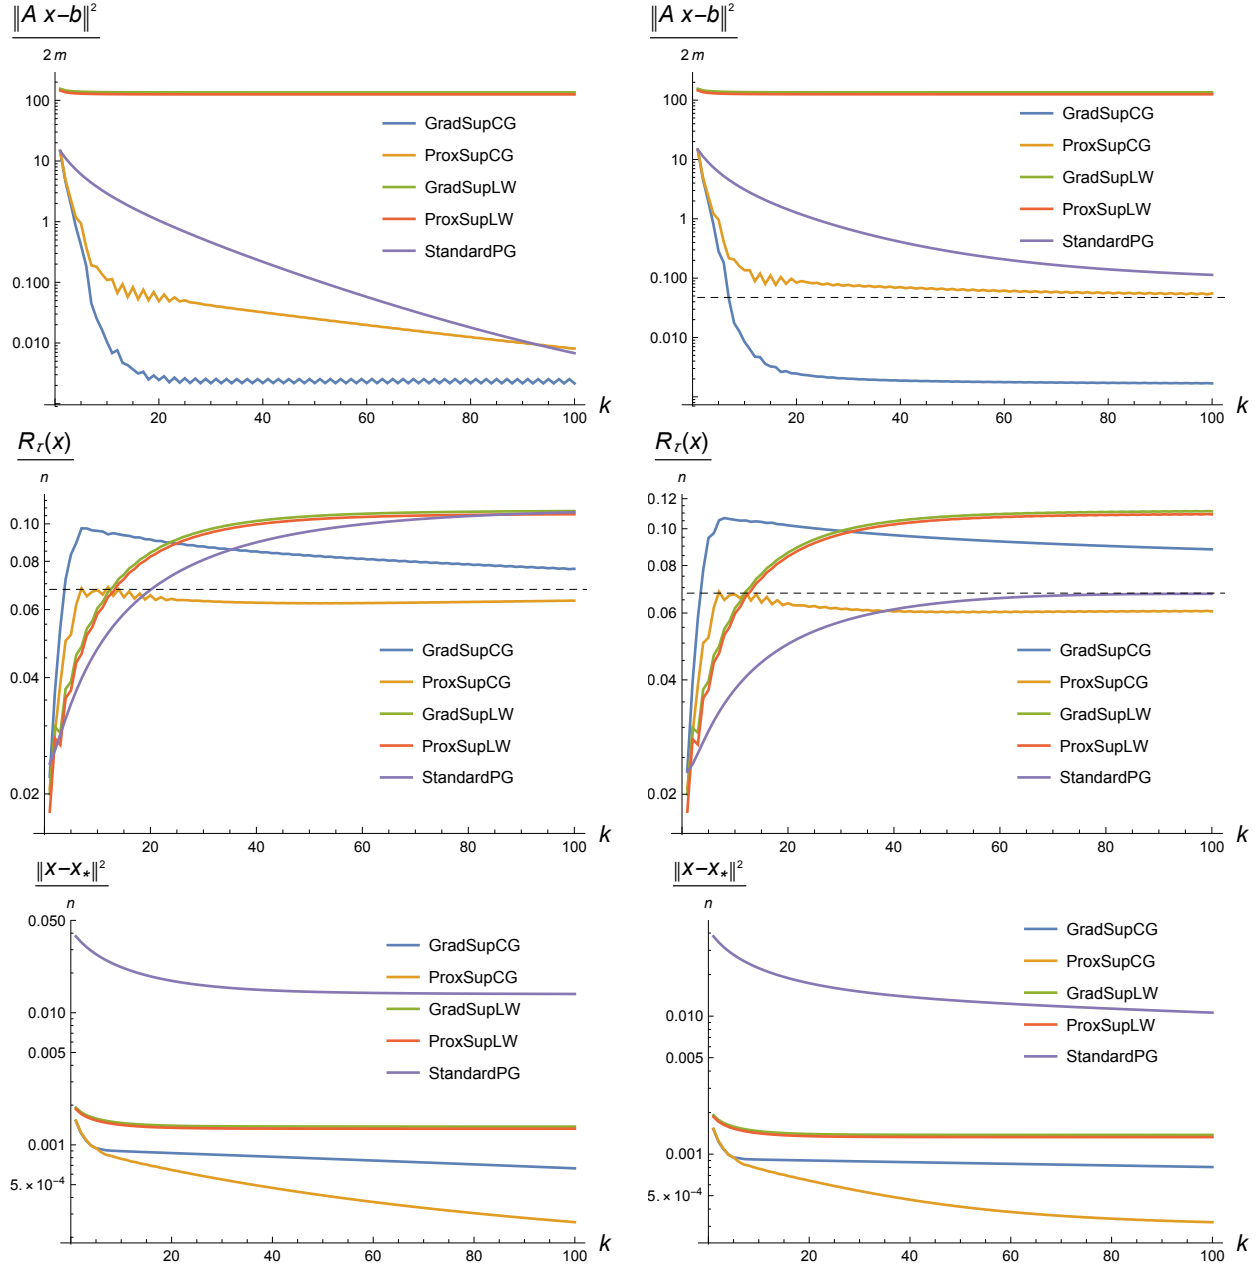 ‖A x–b‖²
2 m
100
10
1
0.100
0.010
GradSupCG
ProxSupCG
GradSupLW
ProxSupLW
StandardPG
20 40 60 80 100 k
‖A x–b‖²
2 m
100
10
1
0.100
0.010
GradSupCG
ProxSupCG
GradSupLW
ProxSupLW
StandardPG
20 40 60 80 100 k
R_τ(x)
n
0.10
0.08
0.06
0.04
0.02
GradSupCG
ProxSupCG
GradSupLW
ProxSupLW
StandardPG
20 40 60 80 100 k
R_τ(x)
n
0.12
0.10
0.08
0.06
0.04
0.02
GradSupCG
ProxSupCG
GradSupLW
ProxSupLW
StandardPG
20 40 60 80 100 k
‖x–x_*‖²
n
0.050
0.010
0.005
0.001
5. × 10⁻⁴
GradSupCG
ProxSupCG
GradSupLW
ProxSupLW
StandardPG
20 40 60 80 100 k
‖x–x_*‖²
n
0.010
0.005
0.001
5. × 10⁻⁴
GradSupCG
ProxSupCG
GradSupLW
ProxSupLW
StandardPG
20 40 60 80 100 k